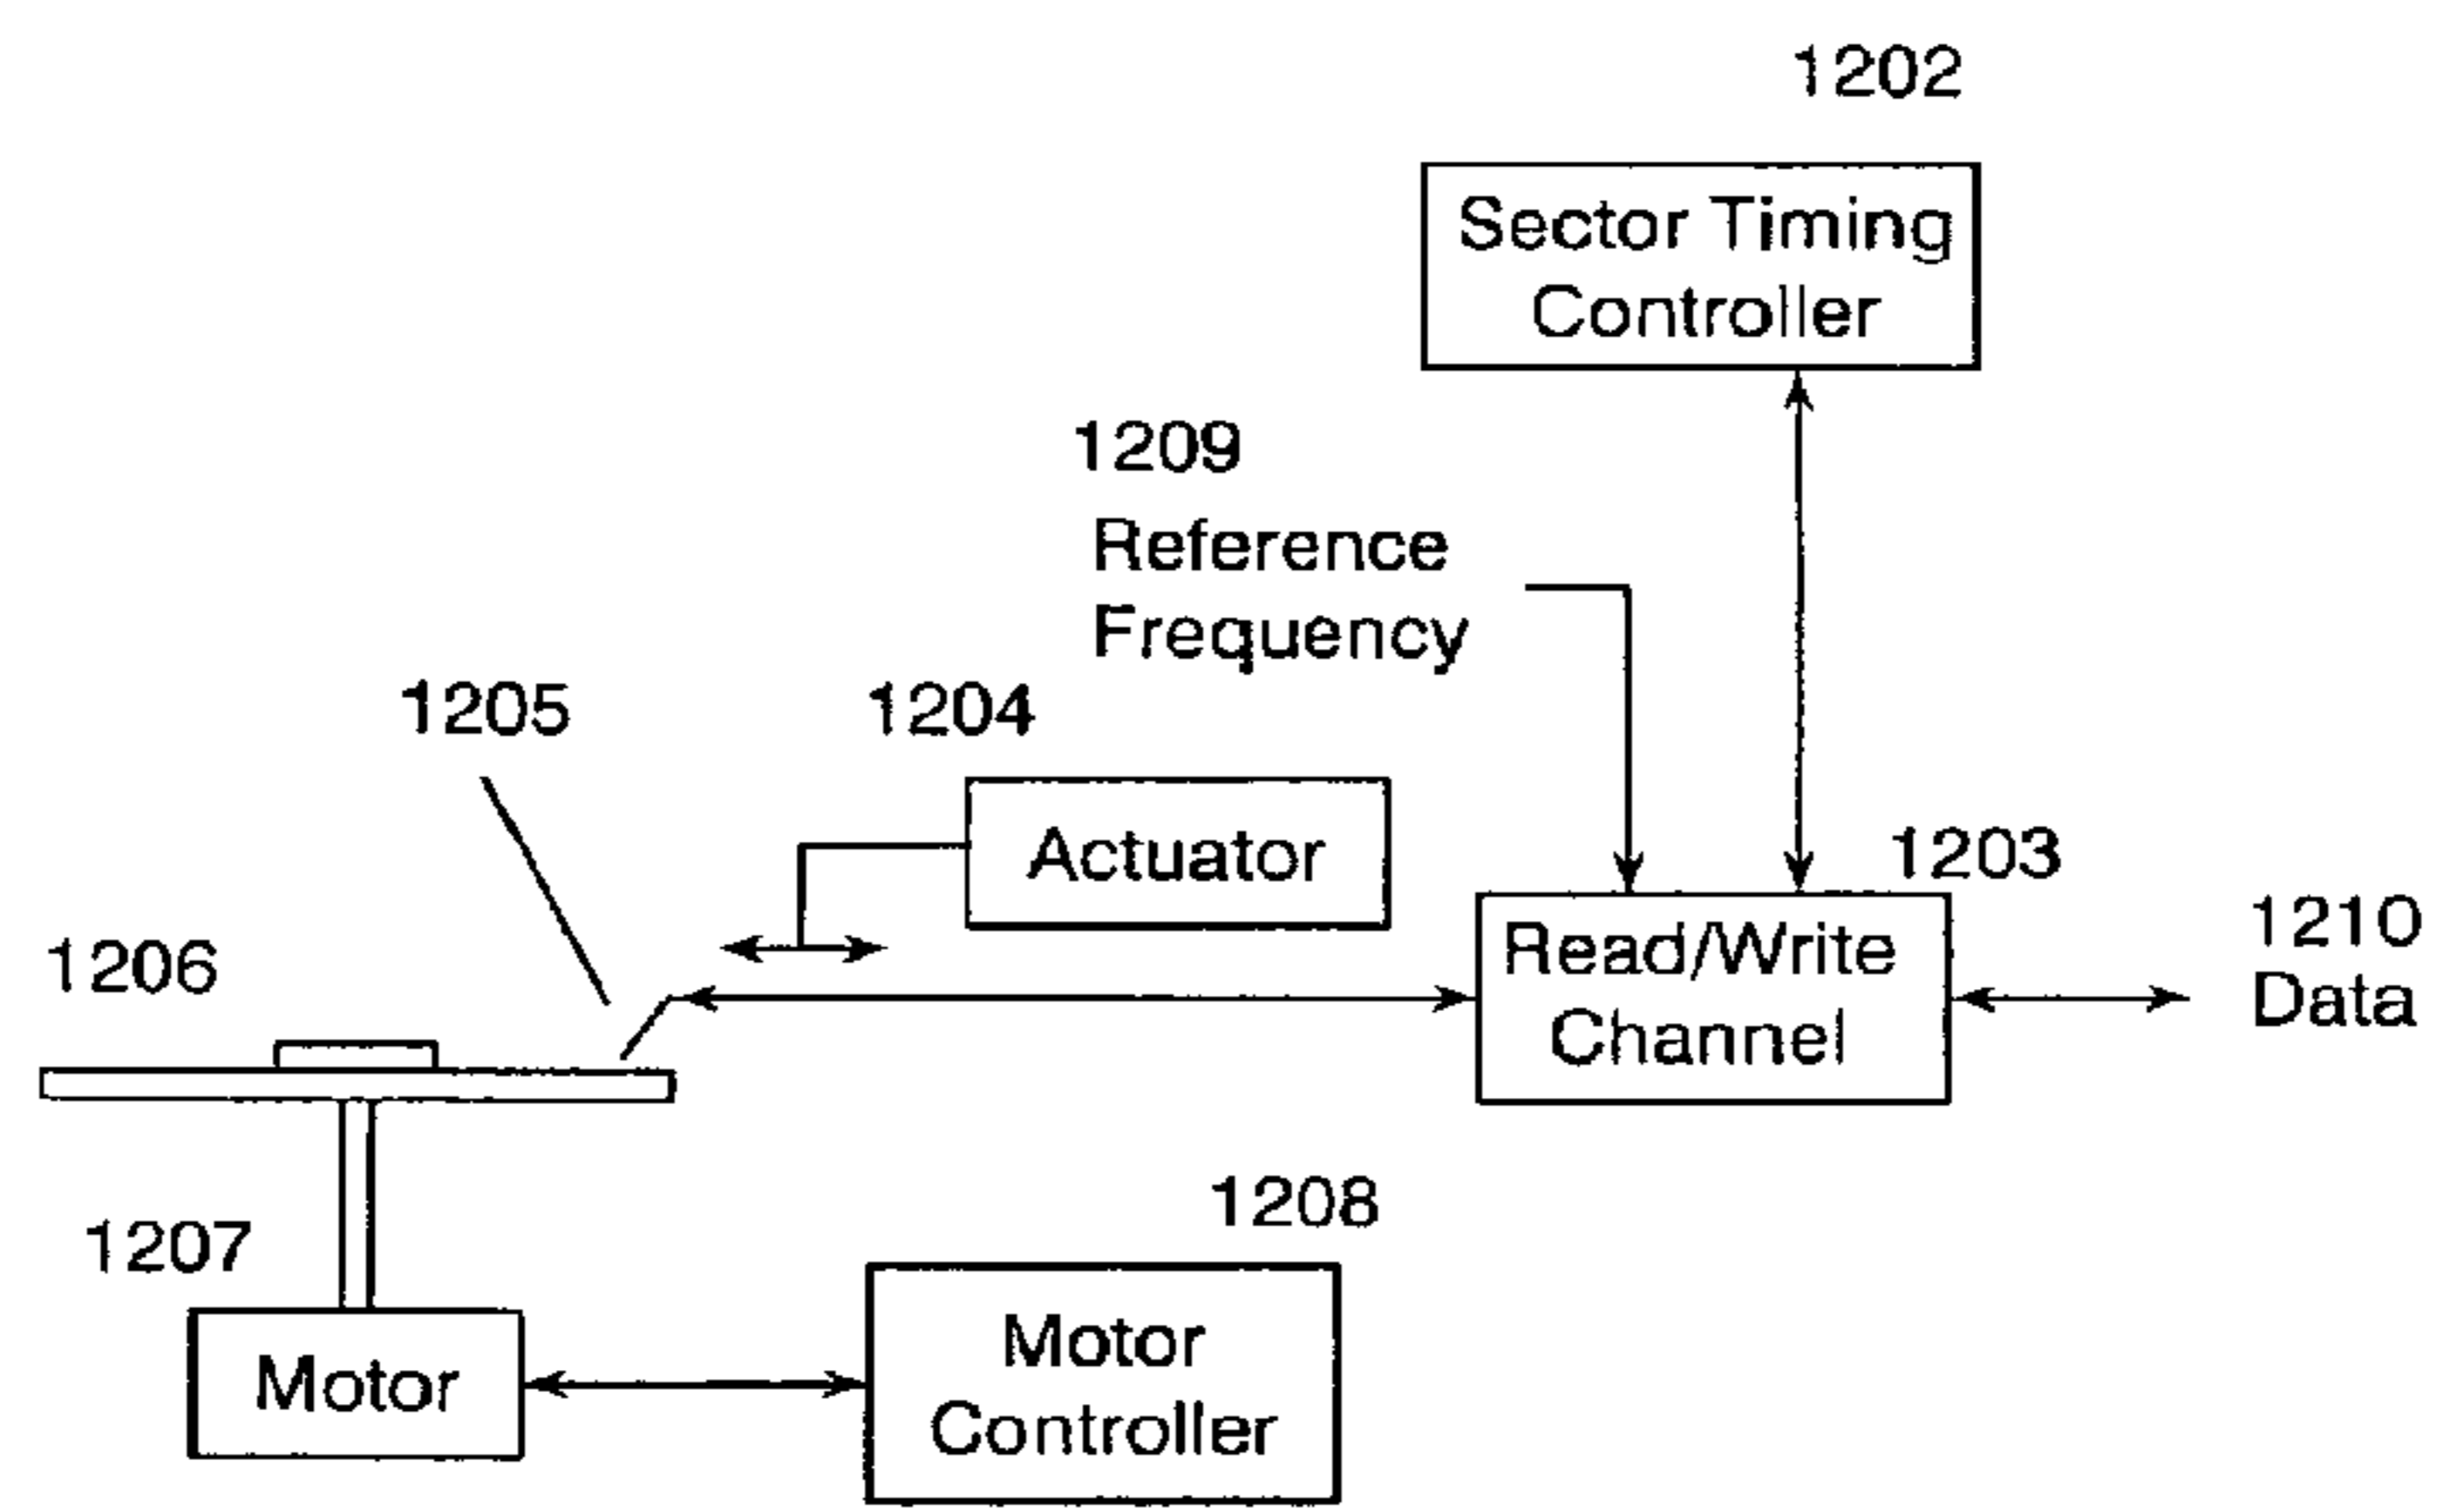 1202
Sector Timing
Controller
1209
Reference
Frequency
1205
1204
Actuator
1203
1206
Read/Write
Channel
1210
Data
1207
Motor
1208
Motor
Controller